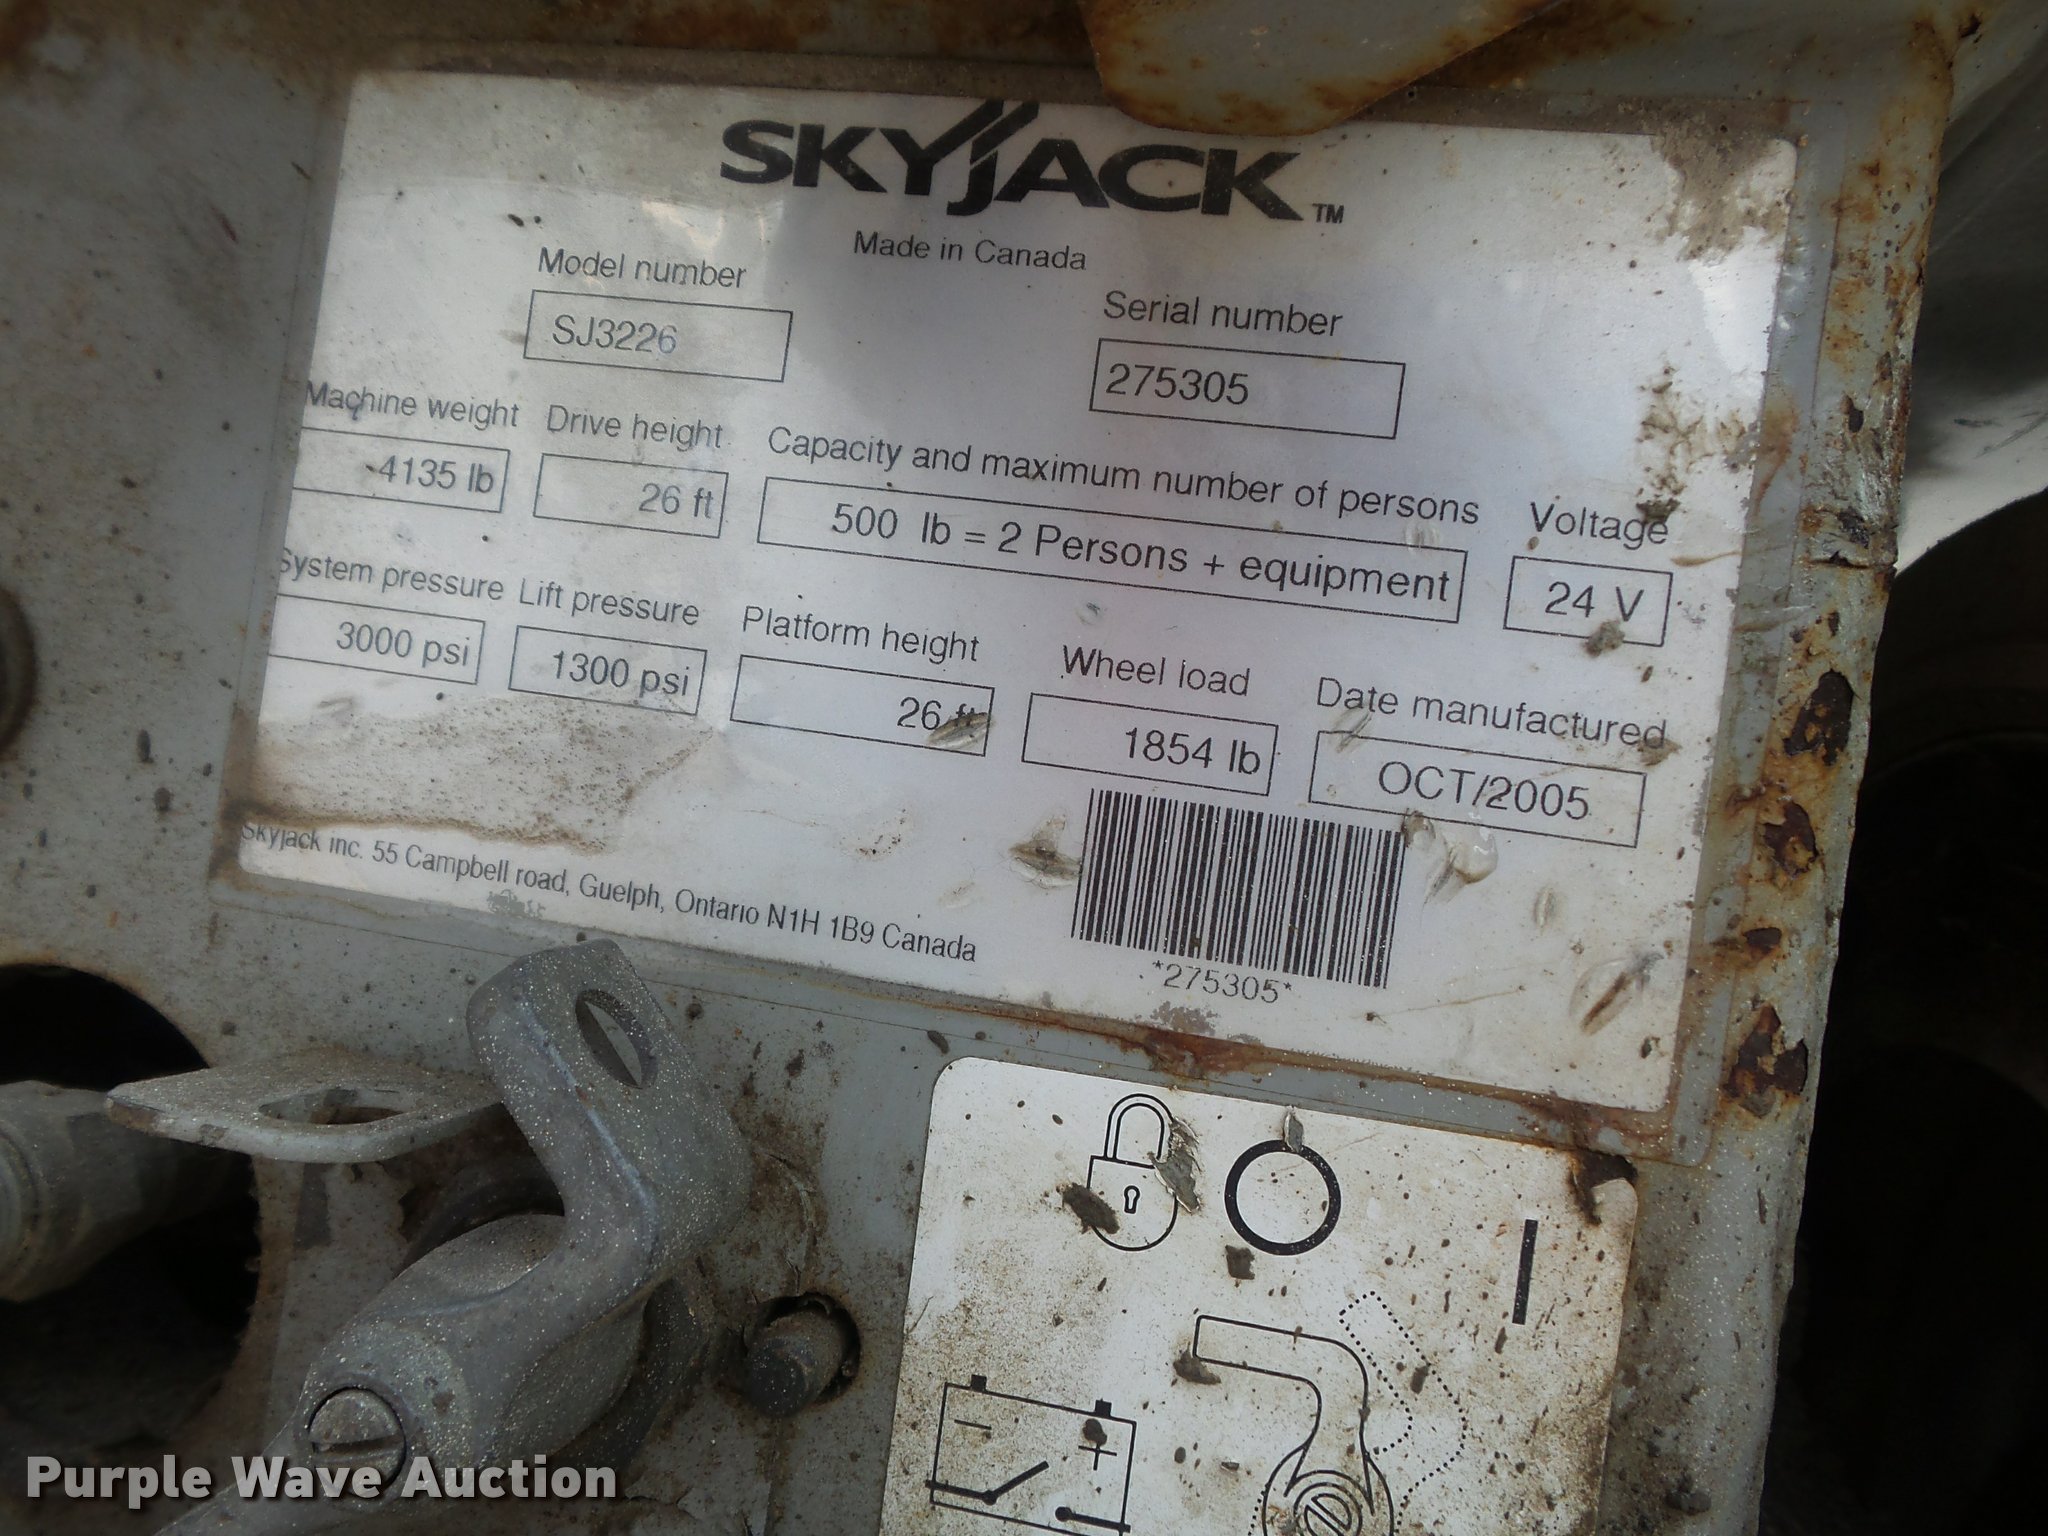 SKYJACK™
Made in Canada
Model number
SJ3226
Serial number
275305
Machine weight Drive height Capacity and maximum number of persons Voltage
4135 lb 26 ft 500 lb = 2 Persons + equipment 24 V
System pressure Lift pressure Platform height Wheel load Date manufactured
3000 psi 1300 psi 26 ft 1854 lb OCT/2005
Skyjack inc. 55 Campbell road, Guelph, Ontario N1H 1B9 Canada
*275305*
Purple Wave Auction